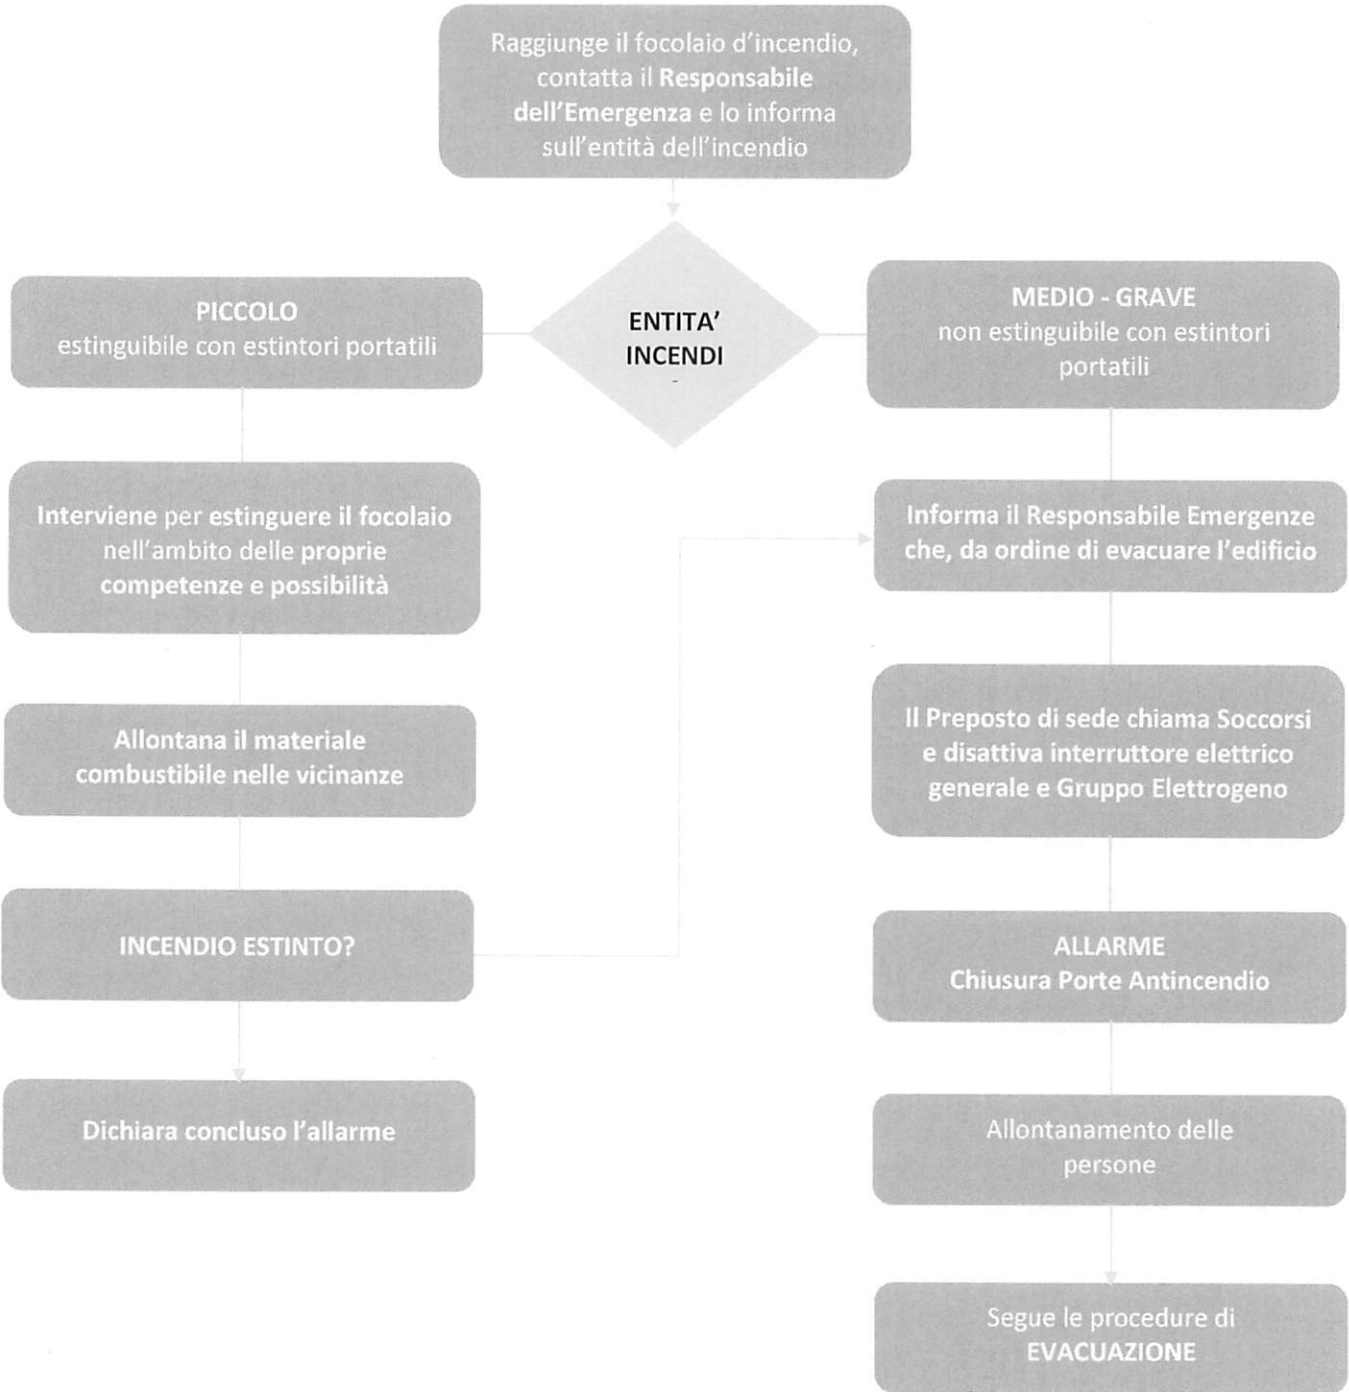 Raggiunge il focolaio d'incendio,
contatta il Responsabile
dell'Emergenza e lo informa
sull'entità dell'incendio
ENTITA'
INCENDI
PICCOLO
estinguibile con estintori portatili
Interviene per estinguere il focolaio
nell'ambito delle proprie
competenze e possibilità
Allontana il materiale
combustibile nelle vicinanze
INCENDIO ESTINTO?
Dichiara concluso l'allarme
MEDIO - GRAVE
non estinguibile con estintori
portatili
Informa il Responsabile Emergenze
che, da ordine di evacuare l'edificio
Il Preposto di sede chiama Soccorsi
e disattiva interruttore elettrico
generale e Gruppo Elettrogeno
ALLARME
Chiusura Porte Antincendio
Allontanamento delle
persone
Segue le procedure di
EVACUAZIONE